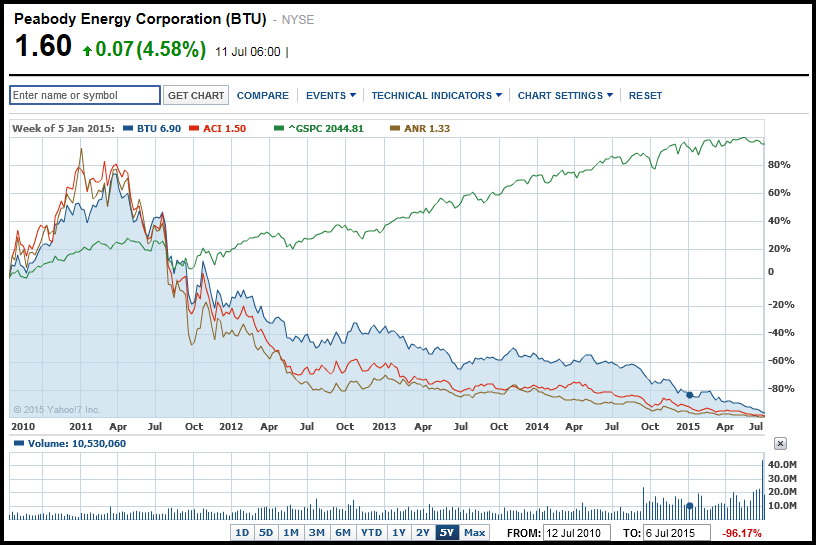 Peabody Energy Corporation (BTU) - NYSE
1.60 0.07 (4.58%) 11 Jul 06:00 |
Enter name or symbol GET CHART COMPARE EVENTS TECHNICAL INDICATORS CHART SETTINGS RESET
Week of 5 Jan 2015: BTU 6.90 ACI 1.50 ^GSPC 2044.81 ANR 1.33
80%
60%
40%
20%
0
-20%
-40%
-60%
-80%
© 2015 Yahoo!7 Inc.
2010 2011 Apr Jul Oct 2012 Apr Jul Oct 2013 Apr Jul Oct 2014 Apr Jul Oct 2015 Apr Jul
Volume: 10,530,060
40.0M
20.0M
10.0M
1D 5D 1M 3M 6M YTD 1Y 2Y 5Y Max FROM: 12 Jul 2010 TO: 6 Jul 2015 -96.17%